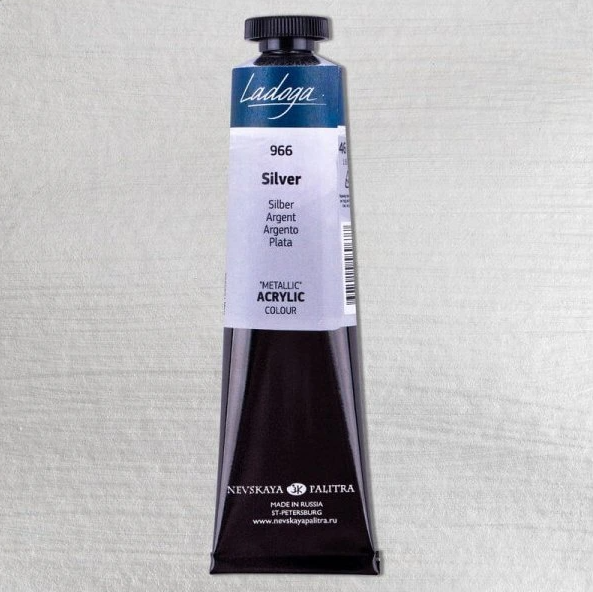 Ladoga
966
Silver
Silber
Argent
Argento
Plata
"METALLIC"
ACRYLIC
COLOUR
NEVSKAYA PALITRA
MADE IN RUSSIA
ST-PETERSBURG
www.nevskayapalitra.ru